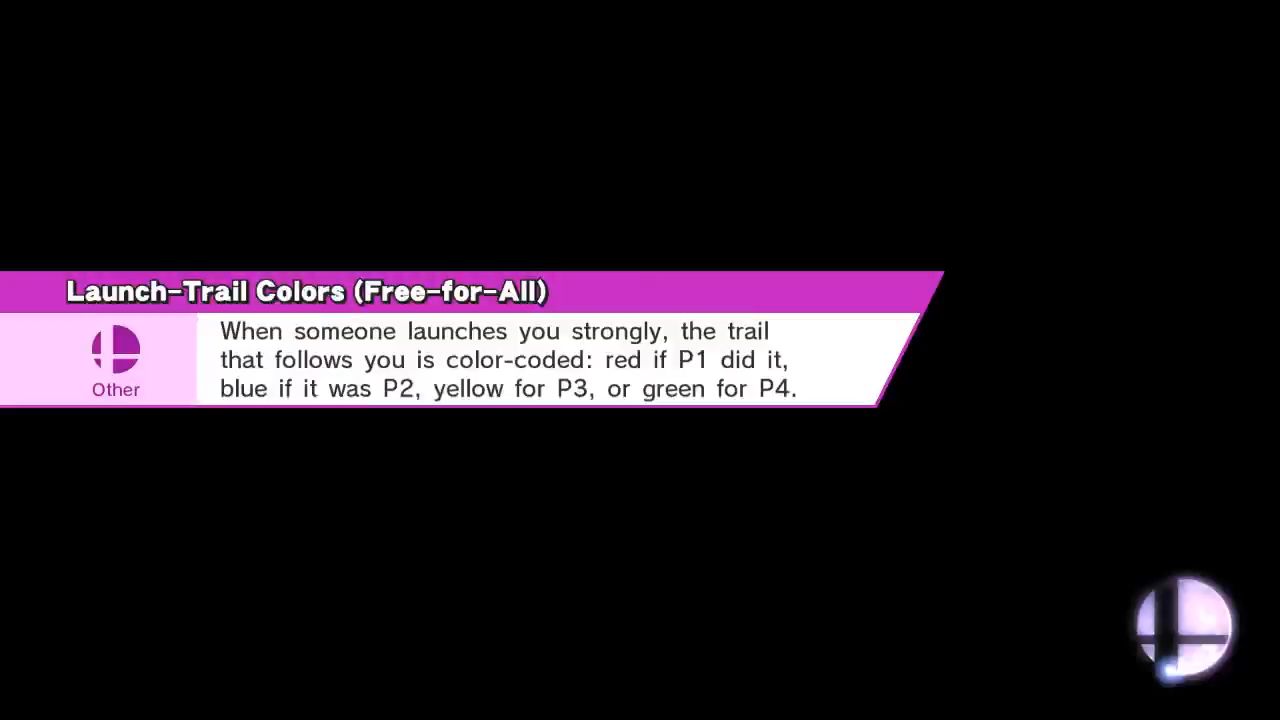 Launch-Trail Colors (Free-for-All)
When someone launches you strongly, the trail
that follows you is color-coded: red if P1 did it,
blue if it was P2, yellow for P3, or green for P4.
Other